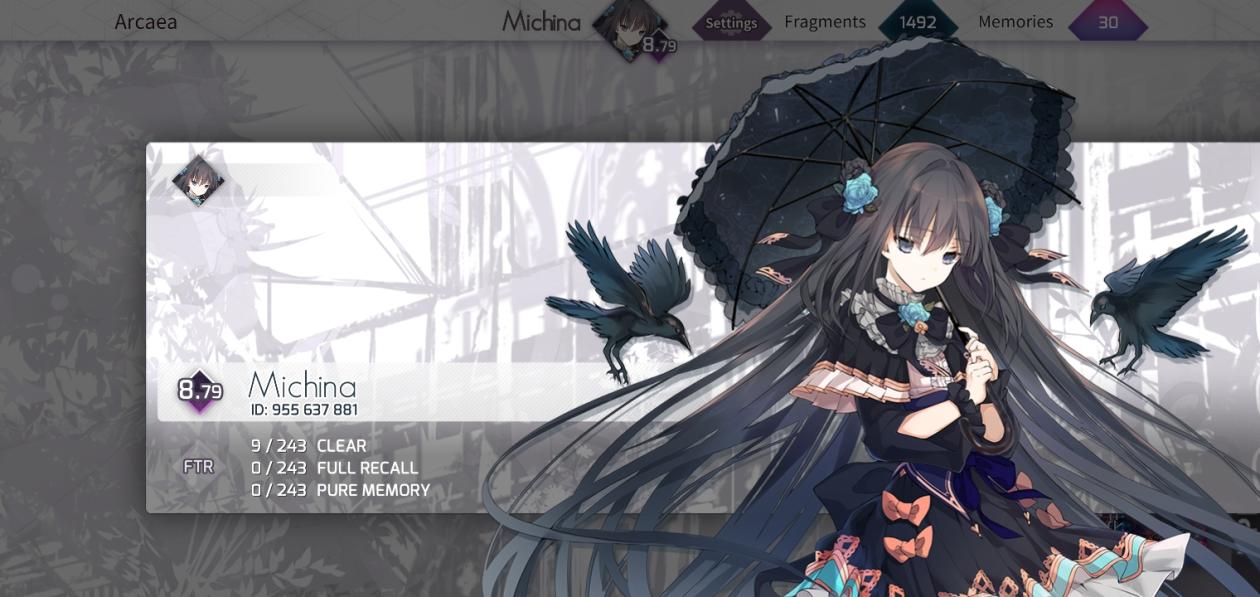 Arcaea
Michina
8.79
Settings
Fragments
1492
Memories
30
8.79
Michina
ID: 955 637 881
FTR
9 / 243 CLEAR
0 / 243 FULL RECALL
0 / 243 PURE MEMORY